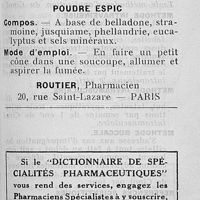 POUDRE ESPIC
Compos. — A base de belladone, stra-
moine, jusquiame, phellandrie, euca-
lyptus et sels minéraux.
Mode d'emploi. — En faire un petit
cône dans une soucoupe, allumer et
aspirer la fumée.
ROUTIER, Pharmacien
20, rue Saint-Lazare — PARIS
Si le "DICTIONNAIRE DE SPÉ-
CIALITÉS PHARMACEUTIQUES"
vous rend des services, engagez les
Pharmaciens Spécialistes à y souscrire,